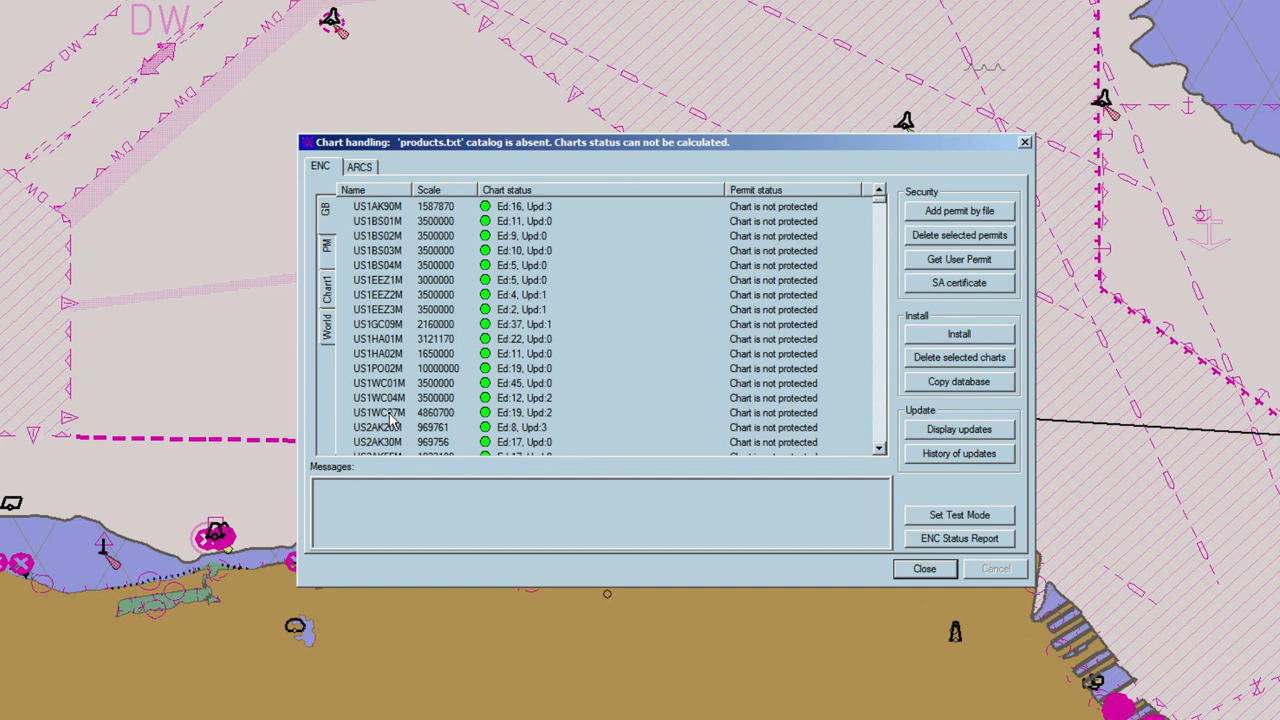 DW
DW
DW
DW
Chart handling: 'products.txt' catalog is absent. Charts status can not be calculated.
ENC ARCS
Name Scale Chart status Permit status
GB
PM
Chart1
World
US1AK90M 1587870 Ed:16, Upd:3 Chart is not protected
US1BS01M 3500000 Ed:11, Upd:0 Chart is not protected
US1BS02M 3500000 Ed:9, Upd:0 Chart is not protected
US1BS03M 3500000 Ed:10, Upd:0 Chart is not protected
US1BS04M 3500000 Ed:5, Upd:0 Chart is not protected
US1EEZ1M 3000000 Ed:5, Upd:0 Chart is not protected
US1EEZ2M 3500000 Ed:4, Upd:1 Chart is not protected
US1EEZ3M 3500000 Ed:2, Upd:1 Chart is not protected
US1GC09M 2160000 Ed:37, Upd:1 Chart is not protected
US1HA01M 3121170 Ed:22, Upd:0 Chart is not protected
US1HA02M 1650000 Ed:11, Upd:0 Chart is not protected
US1PO02M 10000000 Ed:19, Upd:0 Chart is not protected
US1WC01M 3500000 Ed:45, Upd:0 Chart is not protected
US1WC04M 3500000 Ed:12, Upd:2 Chart is not protected
US1WC07M 4860700 Ed:19, Upd:2 Chart is not protected
969761 Ed:8, Upd:3 Chart is not protected
US2AK30M 969756 Ed:17, Upd:0 Chart is not protected
Messages:
Security
Add permit by file
Delete selected permits
Get User Permit
SA certificate
Install
Install
Delete selected charts
Copy database
Update
Display updates
History of updates
Set Test Mode
ENC Status Report
Close Cancel